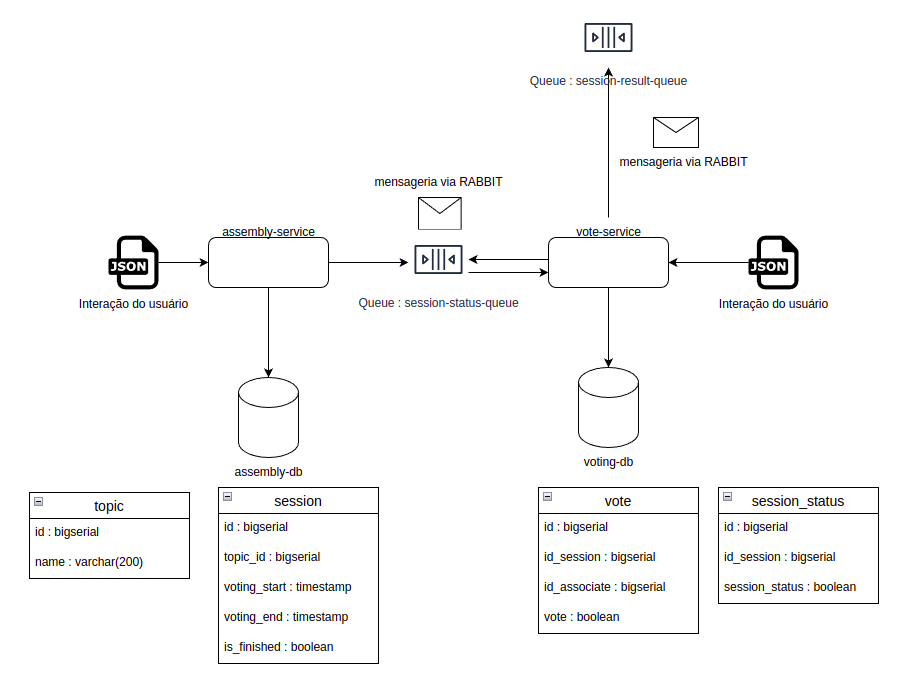 Queue : session-result-queue
mensageria via RABBIT
mensageria via RABBIT
assembly-service
vote-service
JSON
JSON
Interação do usuário
Queue : session-status-queue
Interação do usuário
assembly-db
voting-db
topic
id : bigserial
name : varchar(200)
session
id : bigserial
topic_id : bigserial
voting_start : timestamp
voting_end : timestamp
is_finished : boolean
vote
id : bigserial
id_session : bigserial
id_associate : bigserial
vote : boolean
session_status
id : bigserial
id_session : bigserial
session_status : boolean